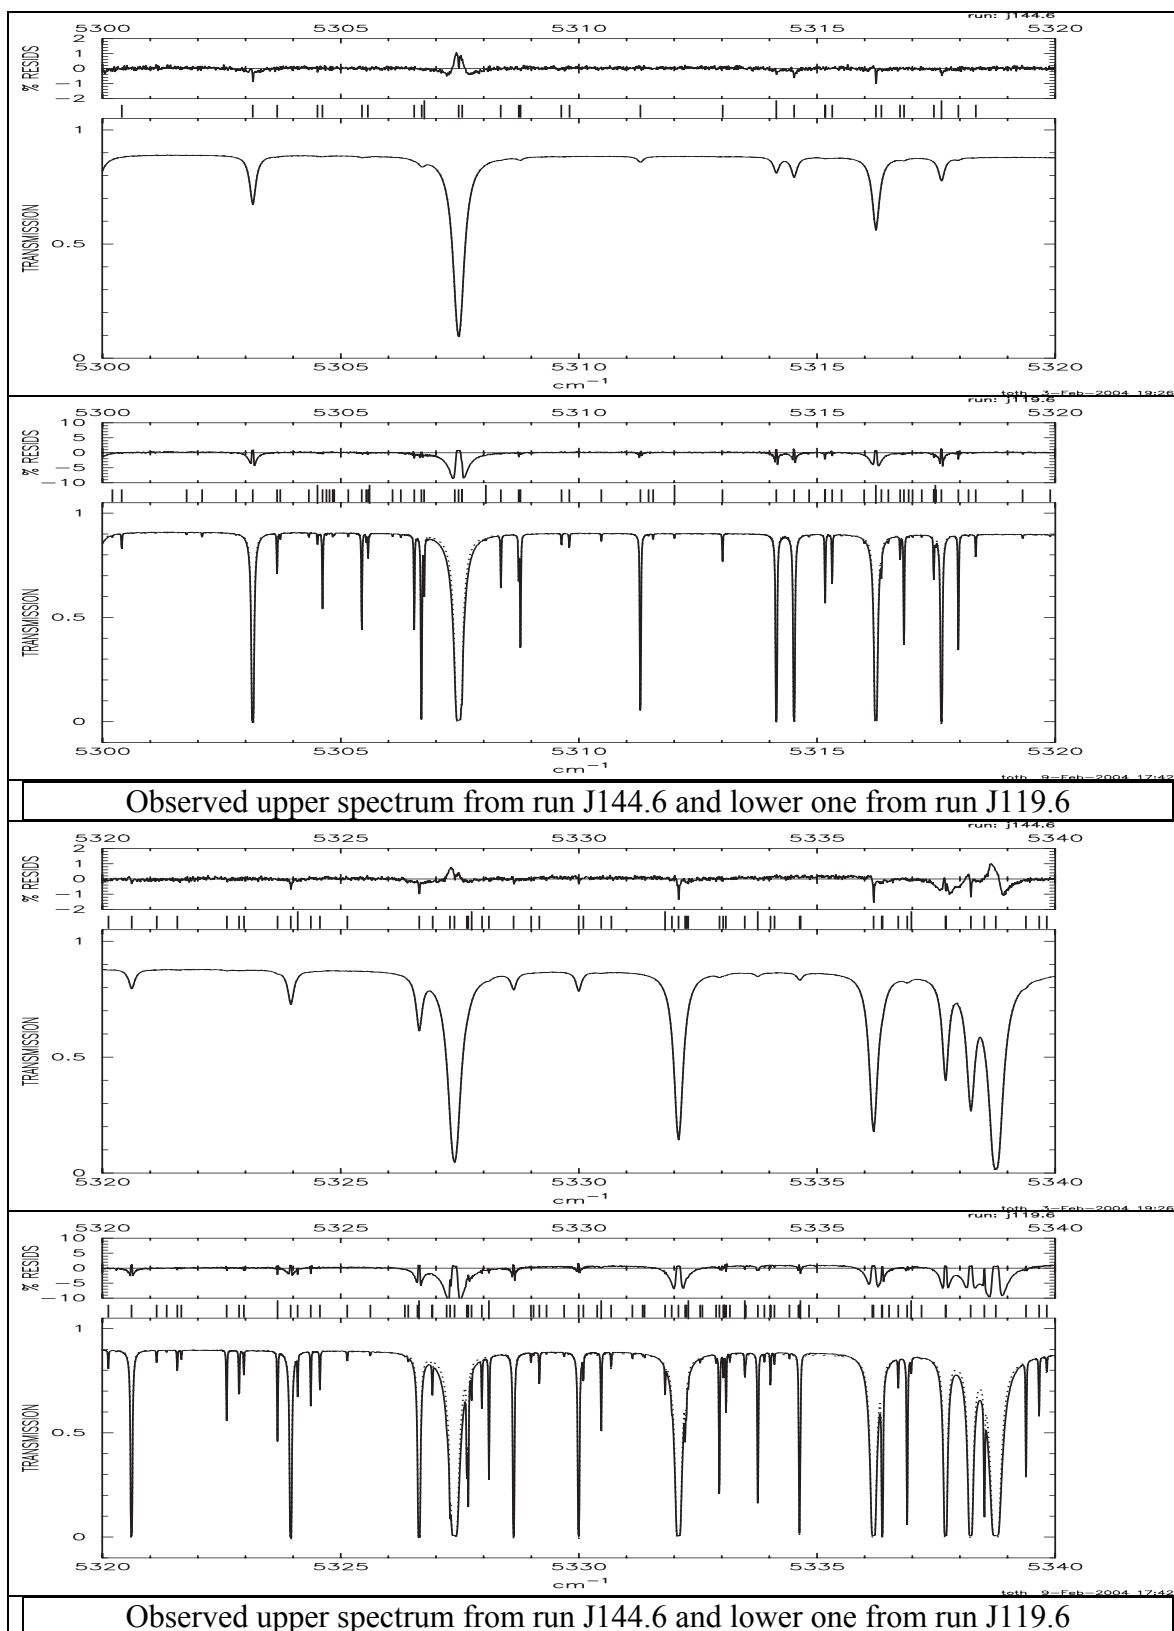 run: j144.6
5300 5305 5310 5315 5320
% RESIDS
2
1
0
−1
−2
TRANSMISSION
1
0.5
0
5300 5305 5310 5315 5320
cm−1
toth 3-Feb-2004 19:26
run: j119.6
5300 5305 5310 5315 5320
% RESIDS
10
5
0
−5
−10
TRANSMISSION
1
0.5
0
5300 5305 5310 5315 5320
cm−1
toth 9-Feb-2004 17:42
Observed upper spectrum from run J144.6 and lower one from run J119.6
run: j144.6
5320 5325 5330 5335 5340
% RESIDS
2
1
0
−1
−2
TRANSMISSION
1
0.5
0
5320 5325 5330 5335 5340
cm−1
toth 3-Feb-2004 19:26
run: j119.6
5320 5325 5330 5335 5340
% RESIDS
10
5
0
−5
−10
TRANSMISSION
1
0.5
0
5320 5325 5330 5335 5340
cm−1
toth 9-Feb-2004 17:42
Observed upper spectrum from run J144.6 and lower one from run J119.6